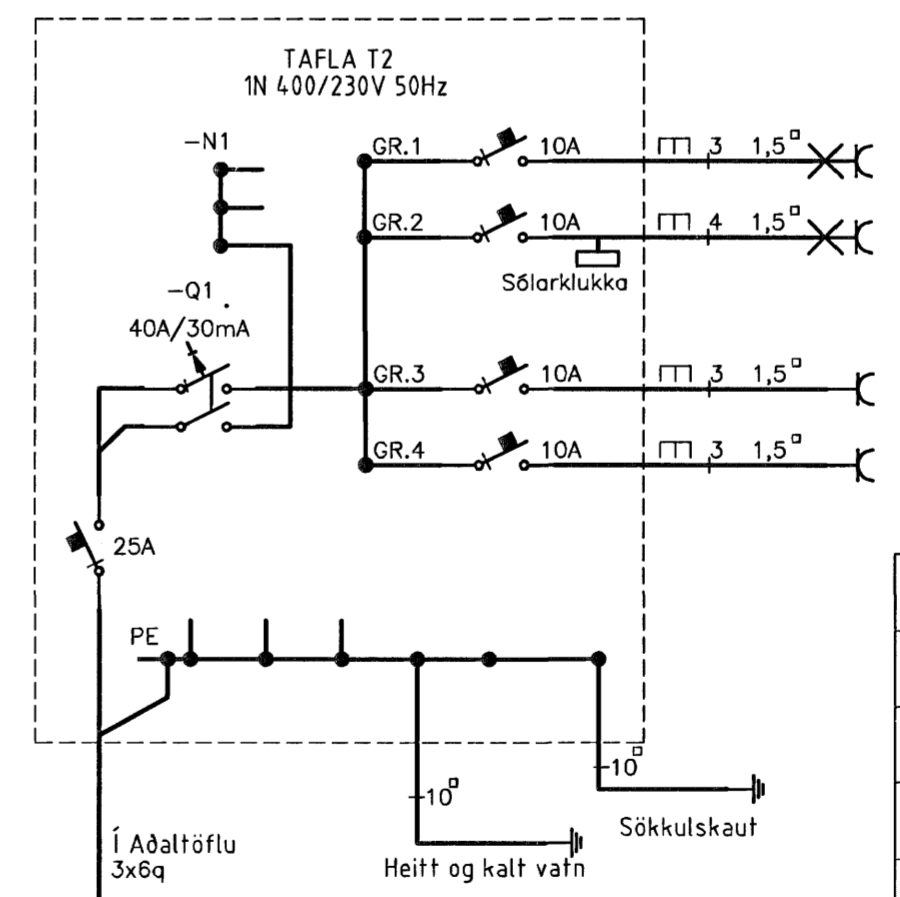 TAFLA T2
1N 400/230V 50Hz
-N1
GR.1 10A 3 1,5□
GR.2 10A 4 1,5□
Sólarklukka
-Q1
40A/30mA
GR.3 10A 3 1,5□
GR.4 10A 3 1,5□
25A
PE
10□
10□
Sökkulskaut
Í Aðaltöflu
3x6q
Heitt og kalt vatn